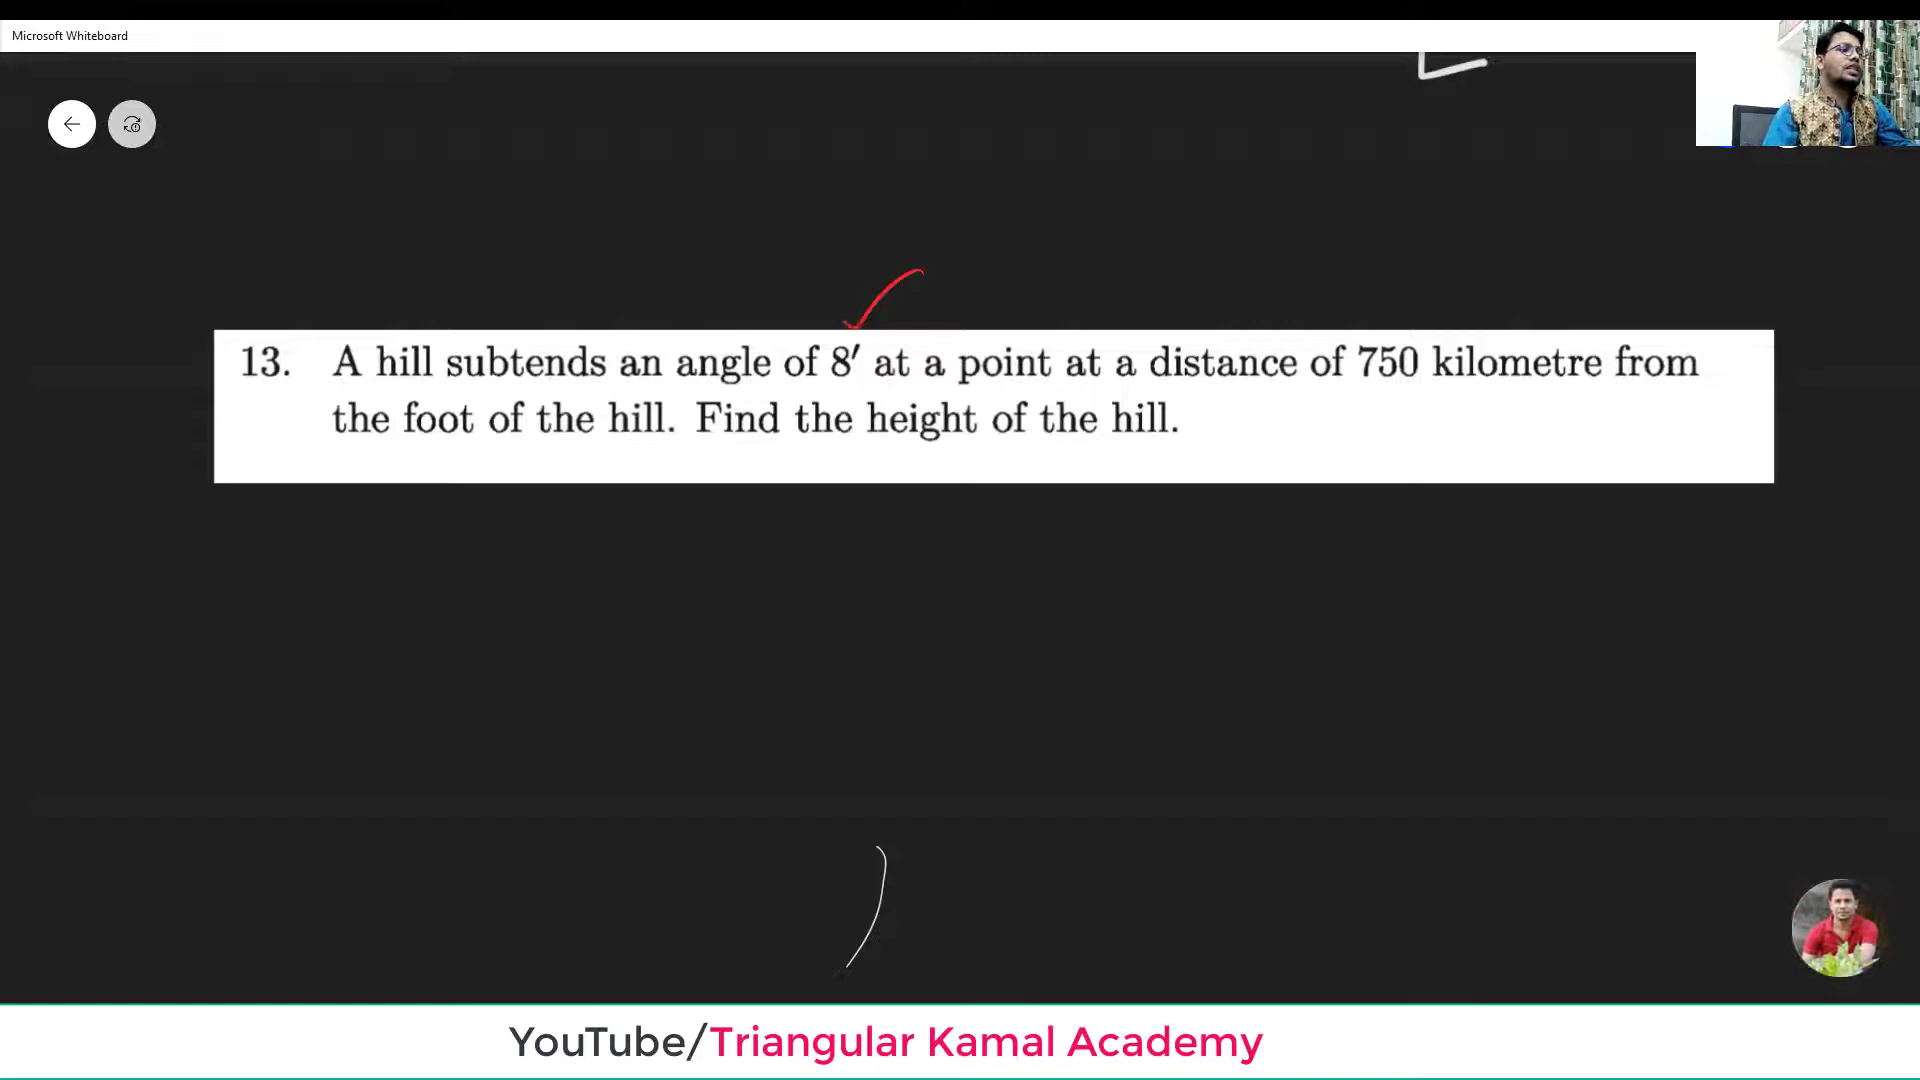 Microsoft Whiteboard
13. A hill subtends an angle of 8′ at a point at a distance of 750 kilometre from
the foot of the hill. Find the height of the hill.
YouTube/Triangular Kamal Academy